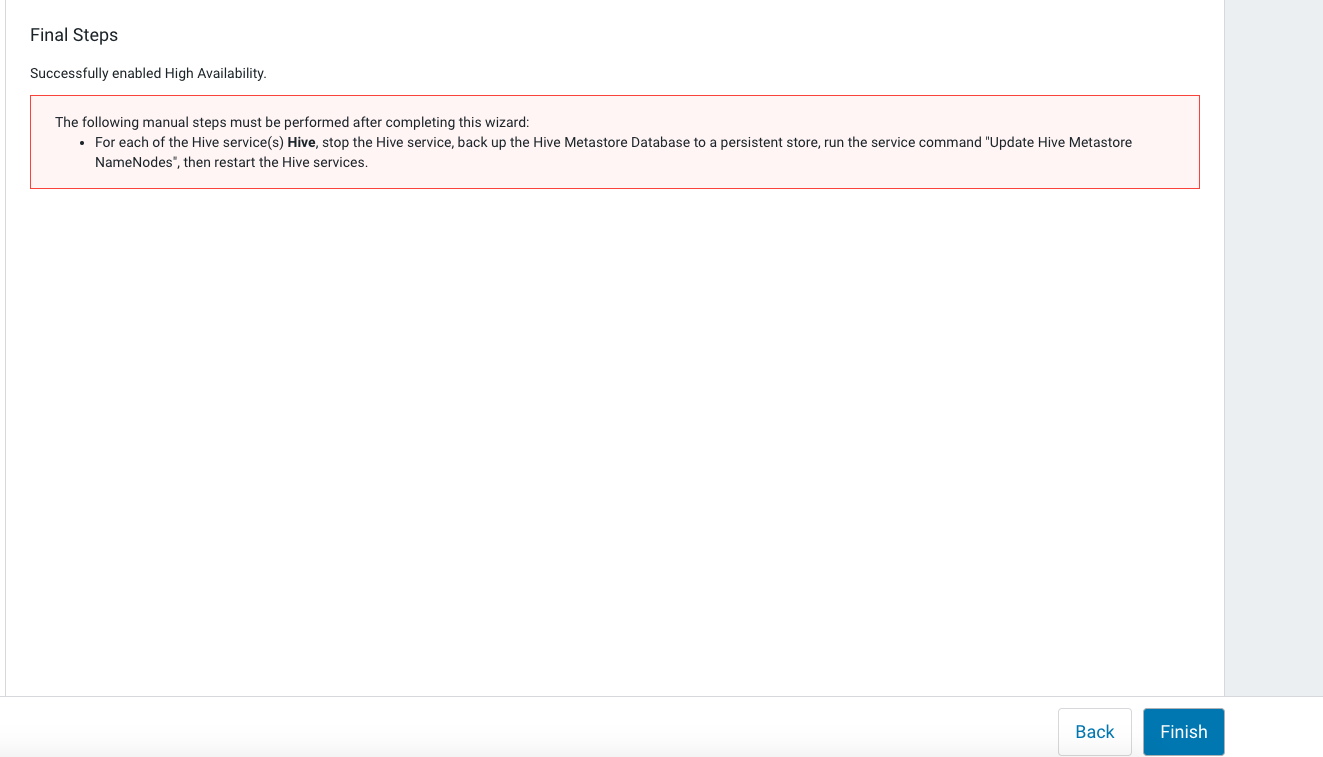 Final Steps
Successfully enabled High Availability.
The following manual steps must be performed after completing this wizard:
• For each of the Hive service(s) Hive, stop the Hive service, back up the Hive Metastore Database to a persistent store, run the service command "Update Hive Metastore
NameNodes", then restart the Hive services.
Back
Finish